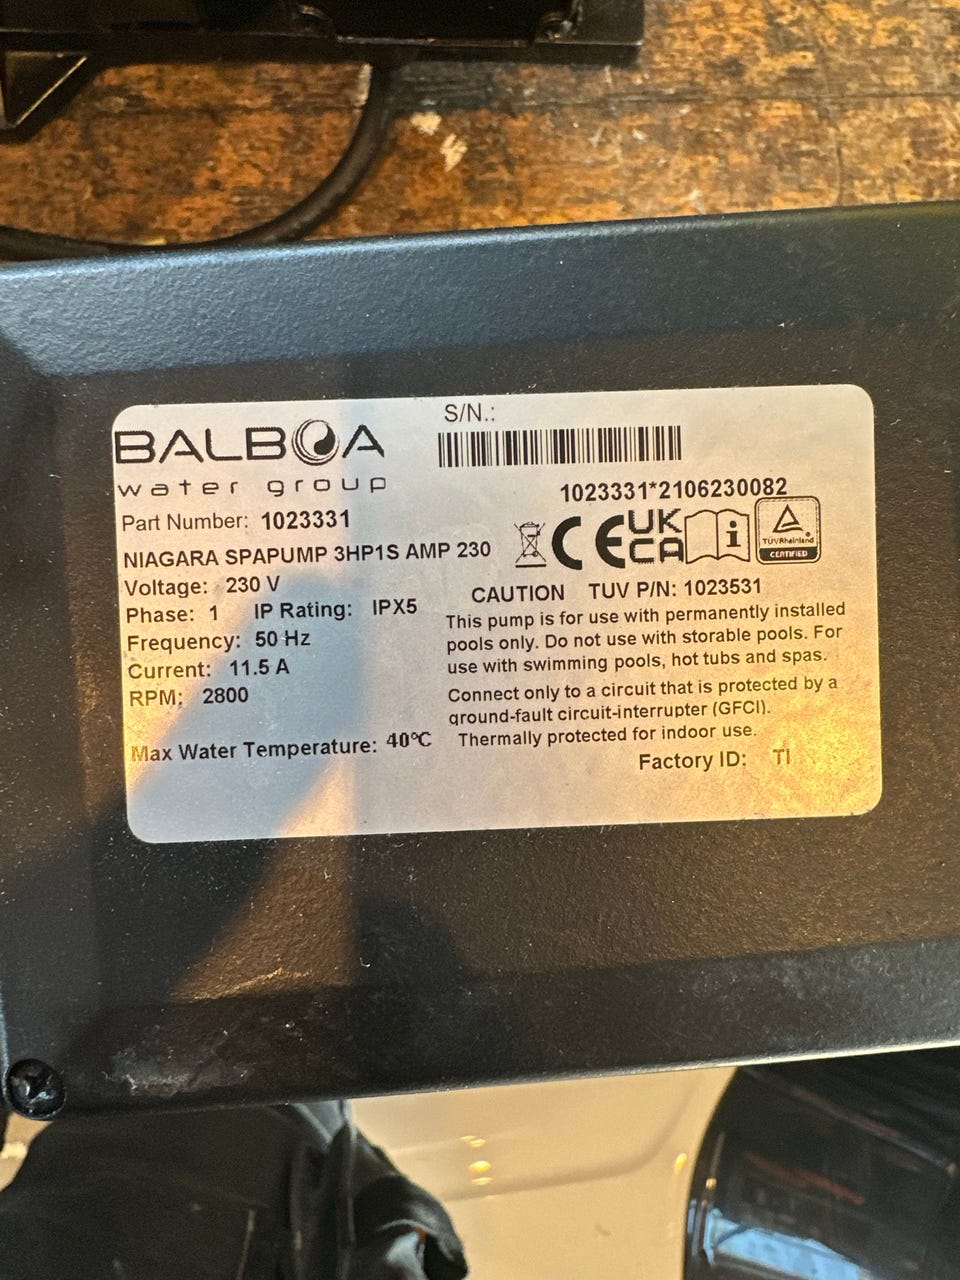 BALBOA
water group
S/N.:
1023331*2106230082
Part Number: 1023331
NIAGARA SPAPUMP 3HP1S AMP 230
Voltage: 230 V
Phase: 1 IP Rating: IPX5
Frequency: 50 Hz
Current: 11.5 A
RPM: 2800
Max Water Temperature: 40°C
CE UK
CA
i
TÜVRheinland
CERTIFIED
CAUTION TUV P/N: 1023531
This pump is for use with permanently installed
pools only. Do not use with storable pools. For
use with swimming pools, hot tubs and spas.
Connect only to a circuit that is protected by a
ground-fault circuit-interrupter (GFCI).
Thermally protected for indoor use.
Factory ID: TI